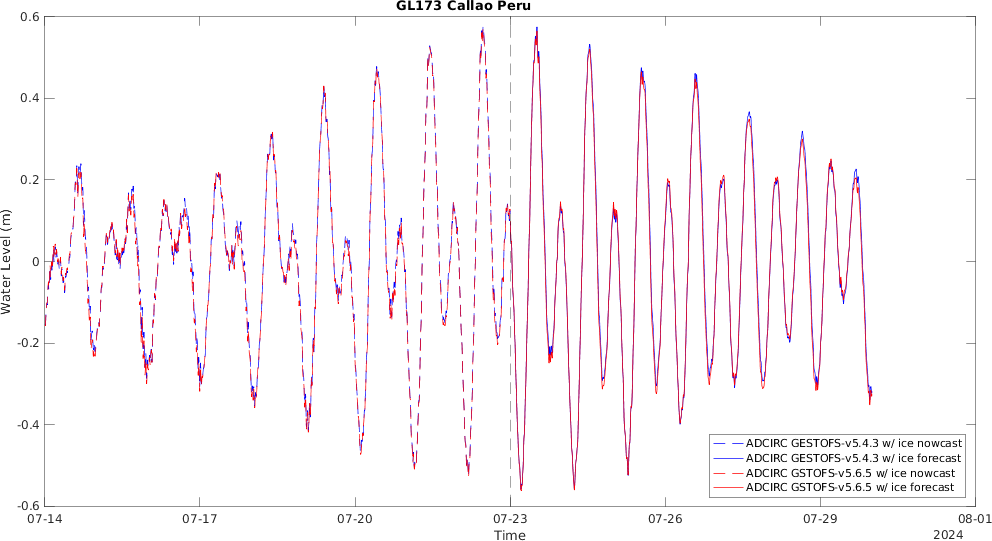 GL173 Callao Peru
0.6
0.4
0.2
0
-0.2
-0.4
-0.6
Water Level (m)
07-14 07-17 07-20 07-23 07-26 07-29 08-01
Time
2024
ADCIRC GESTOFS-v5.4.3 w/ ice nowcast
ADCIRC GESTOFS-v5.4.3 w/ ice forecast
ADCIRC GSTOFS-v5.6.5 w/ ice nowcast
ADCIRC GSTOFS-v5.6.5 w/ ice forecast